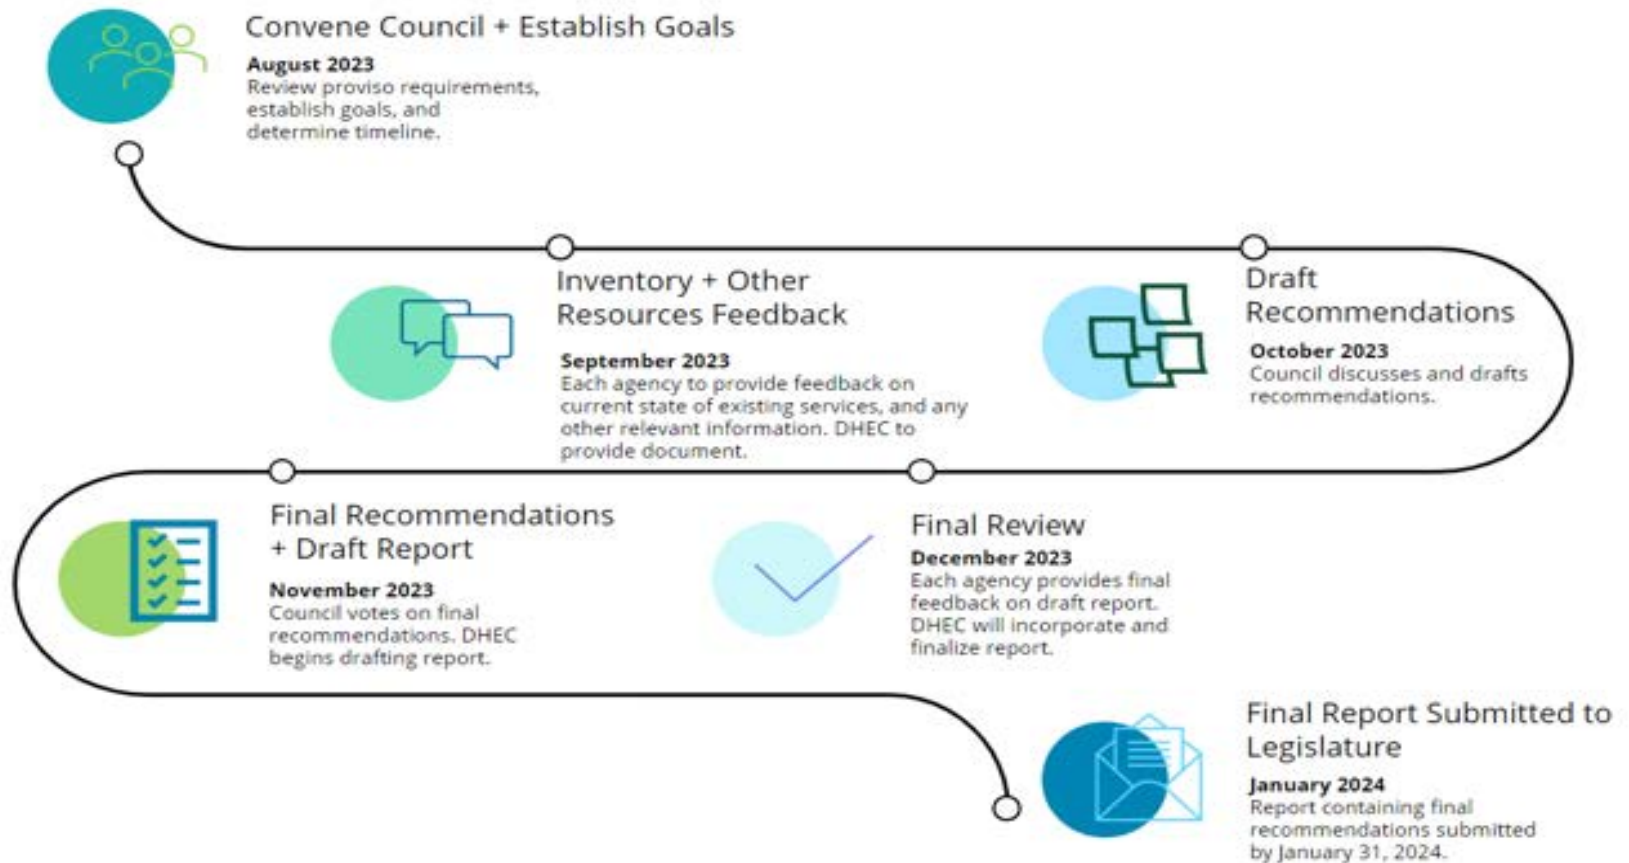 Convene Council + Establish Goals
August 2023
Review proviso requirements,
establish goals, and
determine timeline.
Inventory + Other
Resources Feedback
September 2023
Each agency to provide feedback on
current state of existing services, and any
other relevant information. DHEC to
provide document.
Draft
Recommendations
October 2023
Council discusses and drafts
recommendations.
Final Recommendations
+ Draft Report
November 2023
Council votes on final
recommendations. DHEC
begins drafting report.
Final Review
December 2023
Each agency provides final
feedback on draft report.
DHEC will incorporate and
finalize report.
Final Report Submitted to
Legislature
January 2024
Report containing final
recommendations submitted
by January 31, 2024.